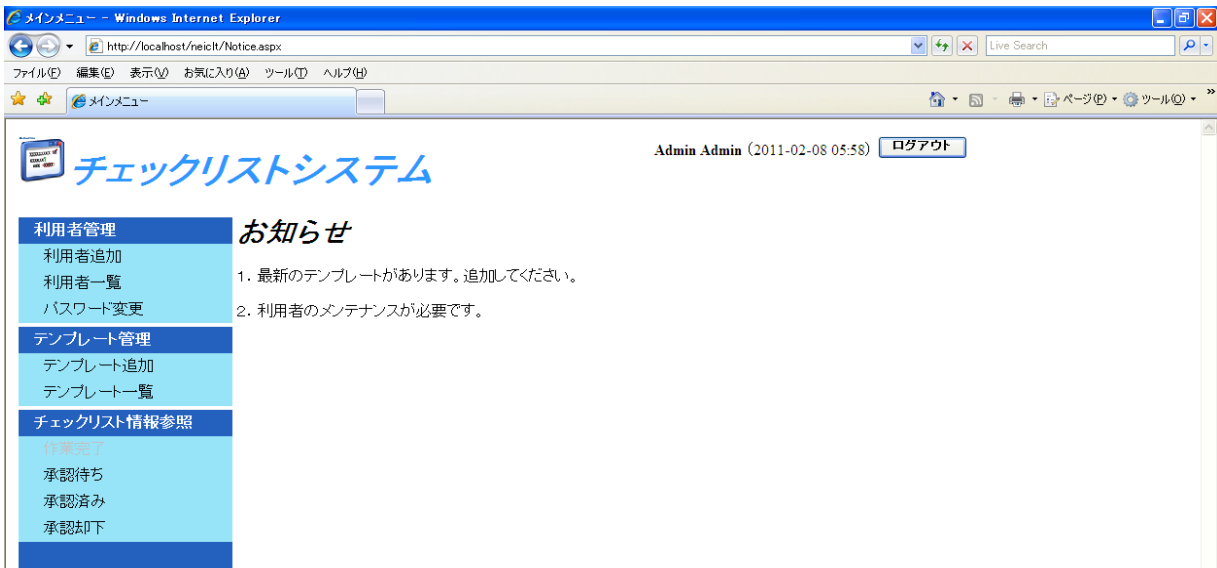 メインメニュー - Windows Internet Explorer
http://localhost/neiclt/Notice.aspx
Live Search
ファイル(F) 編集(E) 表示(V) お気に入り(A) ツール(T) ヘルプ(H)
メインメニュー
ページ(P) ツール(O)
Admin Admin (2011-02-08 05:58) ログアウト
チェックリストシステム
利用者管理
利用者追加
利用者一覧
パスワード変更
テンプレート管理
テンプレート追加
テンプレート一覧
チェックリスト情報参照
作業完了
承認待ち
承認済み
承認却下
お知らせ
1. 最新のテンプレートがあります。追加してください。
2. 利用者のメンテナンスが必要です。